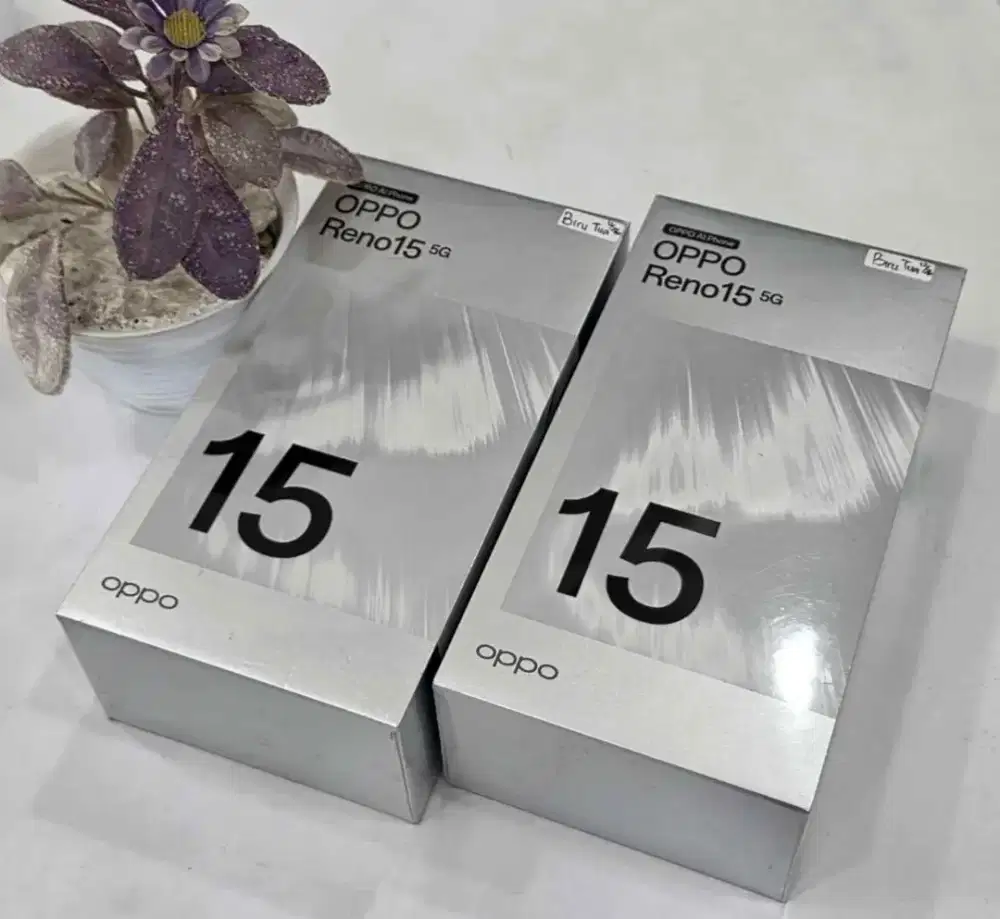 OPPO
Reno15 5G
Biru Tua
15
oppo
OPPO AI Phone
OPPO
Reno15 5G
Biru Tua
15
oppo